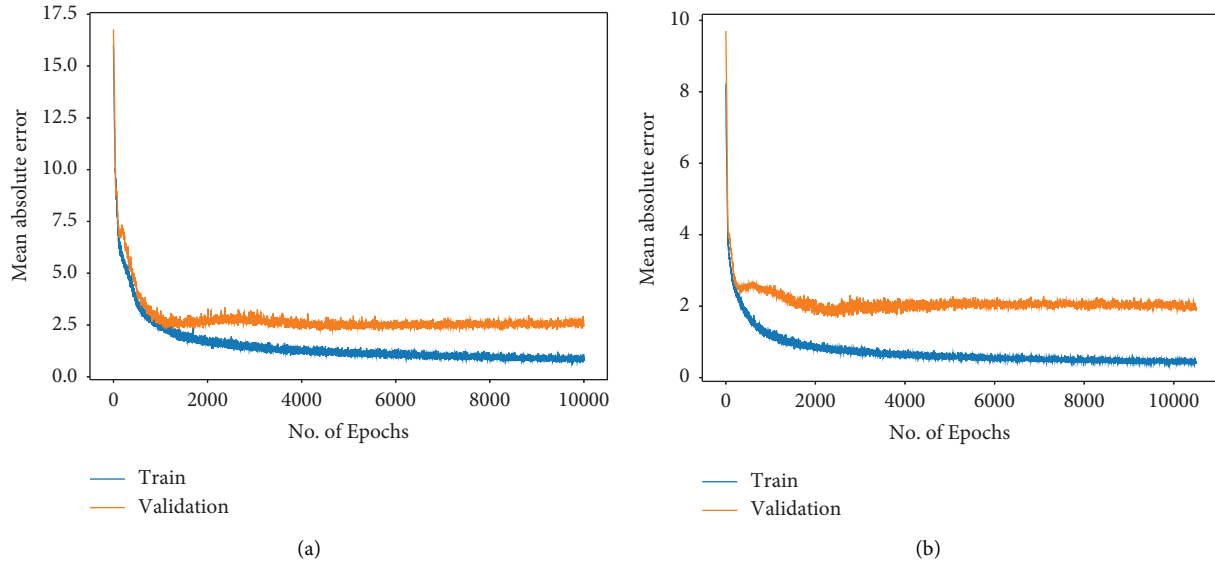 17.5
15.0
12.5
10.0
7.5
5.0
2.5
0.0
Mean absolute error
0 2000 4000 6000 8000 10000
No. of Epochs
Train
Validation
(a)
10
8
6
4
2
0
Mean absolute error
0 2000 4000 6000 8000 10000
No. of Epochs
Train
Validation
(b)